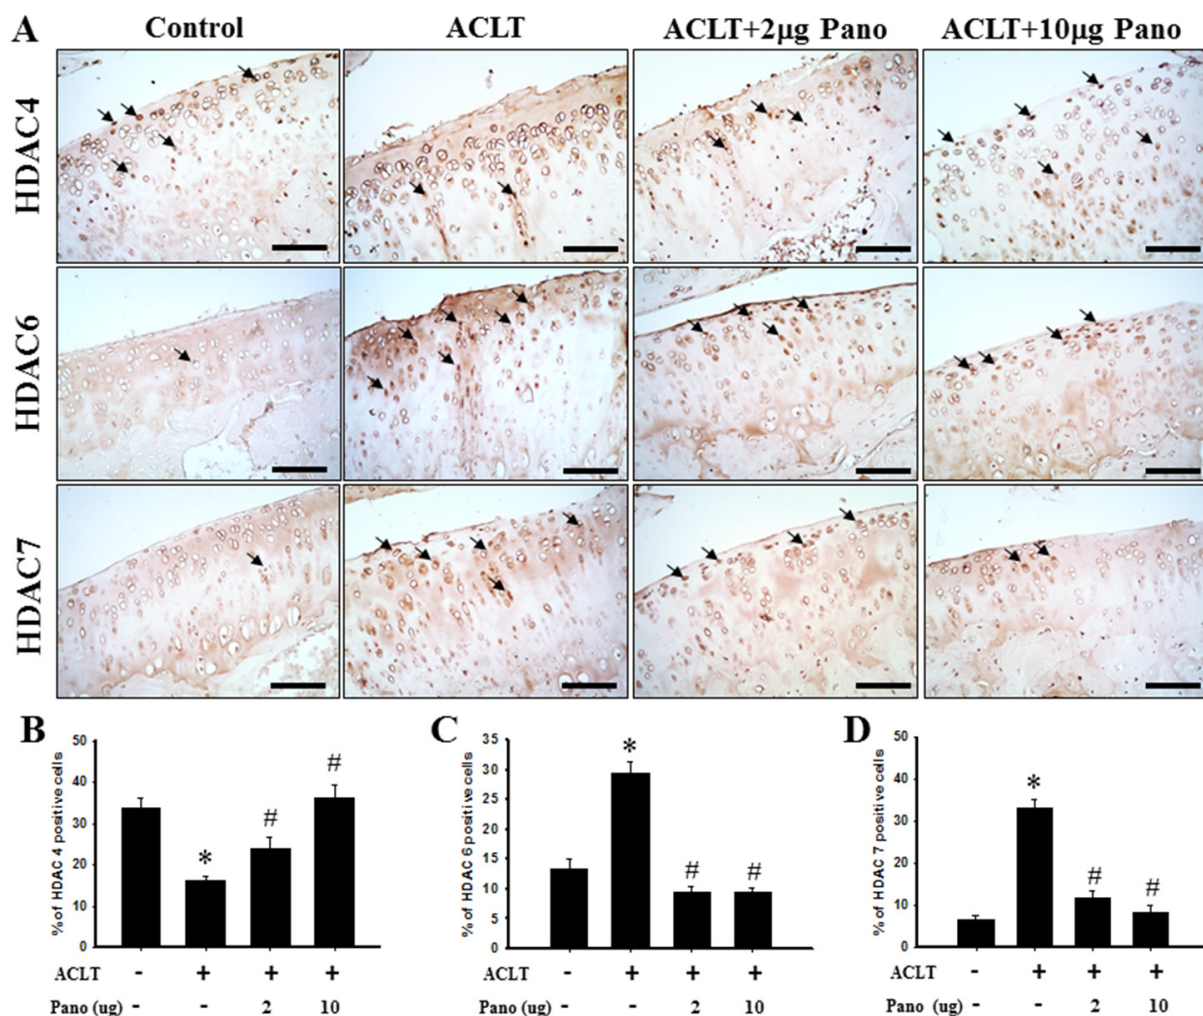 A
Control
ACLT
ACLT+2µg Pano
ACLT+10µg Pano
HDAC4
HDAC6
HDAC7
B
% of HDAC 4 positive cells
50
40
30
20
10
0
*
#
#
ACLT - + + +
Pano (ug) - - 2 10
C
% of HDAC 6 positive cells
35
30
25
20
15
10
5
0
*
#
#
ACLT - + + +
Pano (ug) - - 2 10
D
% of HDAC 7 positive cells
50
40
30
20
10
0
*
#
#
ACLT - + + +
Pano (ug) - - 2 10